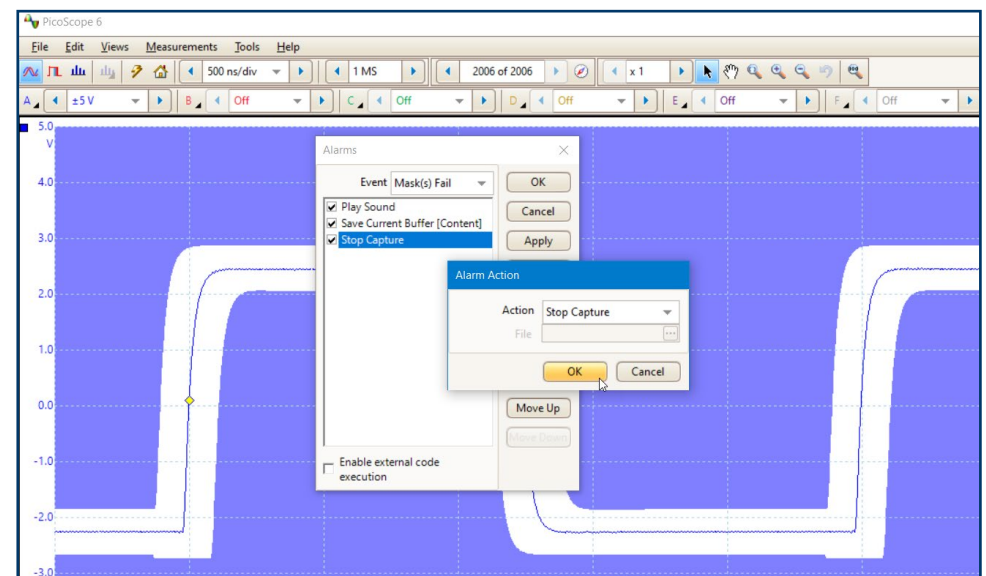 PicoScope 6
File Edit Views Measurements Tools Help
500 ns/div 1 MS 2006 of 2006 x 1
A ±5 V B Off C Off D Off E Off F Off
5.0
V
Alarms
4.0
Event Mask(s) Fail OK
Play Sound
Save Current Buffer [Content] Cancel
3.0
Stop Capture Apply
Alarm Action
2.0
Action Stop Capture
File ...
1.0
OK Cancel
0.0
Move Up
Move Down
-1.0
Enable external code
execution
-2.0
-3.0